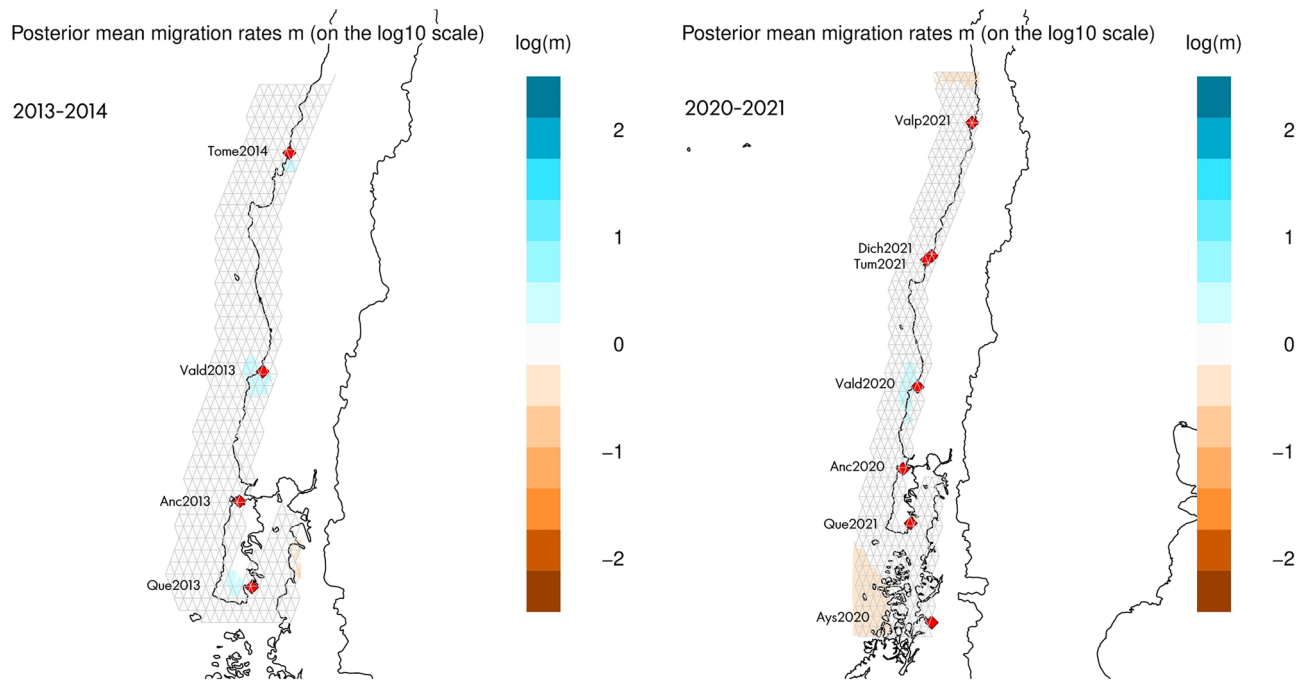 Posterior mean migration rates m (on the log10 scale)
log(m)
2013-2014
Tome2014
Vald2013
Anc2013
Que2013
2
1
0
−1
−2
Posterior mean migration rates m (on the log10 scale)
log(m)
2020-2021
Valp2021
Dich2021
Tum2021
Vald2020
Anc2020
Que2021
Ays2020
2
1
0
−1
−2